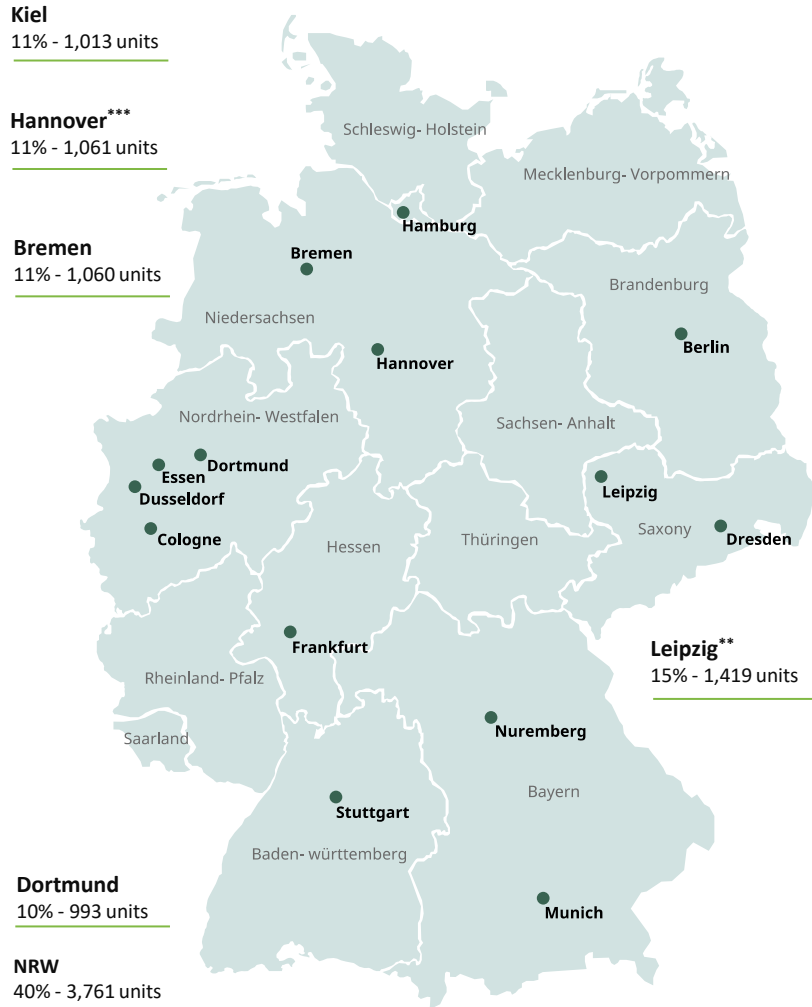 Kiel
11% - 1,013 units
Hannover***
11% - 1,061 units
Bremen
11% - 1,060 units
Schleswig- Holstein
Mecklenburg- Vorpommern
Hamburg
Bremen
Brandenburg
Niedersachsen
Berlin
Hannover
Nordrhein- Westfalen
Sachsen- Anhalt
Dortmund
Essen
Leipzig
Dusseldorf
Saxony
Cologne
Hessen
Thüringen
Dresden
Frankfurt
Leipzig**
15% - 1,419 units
Rheinland- Pfalz
Nuremberg
Saarland
Bayern
Stuttgart
Baden- württemberg
Dortmund
10% - 993 units
Munich
NRW
40% - 3,761 units